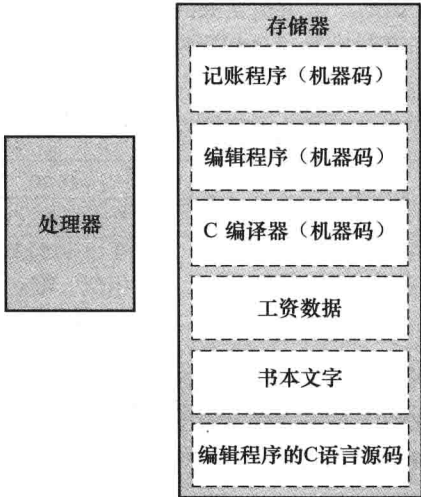 存储器
记账程序（机器码）
编辑程序（机器码）
处理器
C 编译器（机器码）
工资数据
书本文字
编辑程序的C语言源码